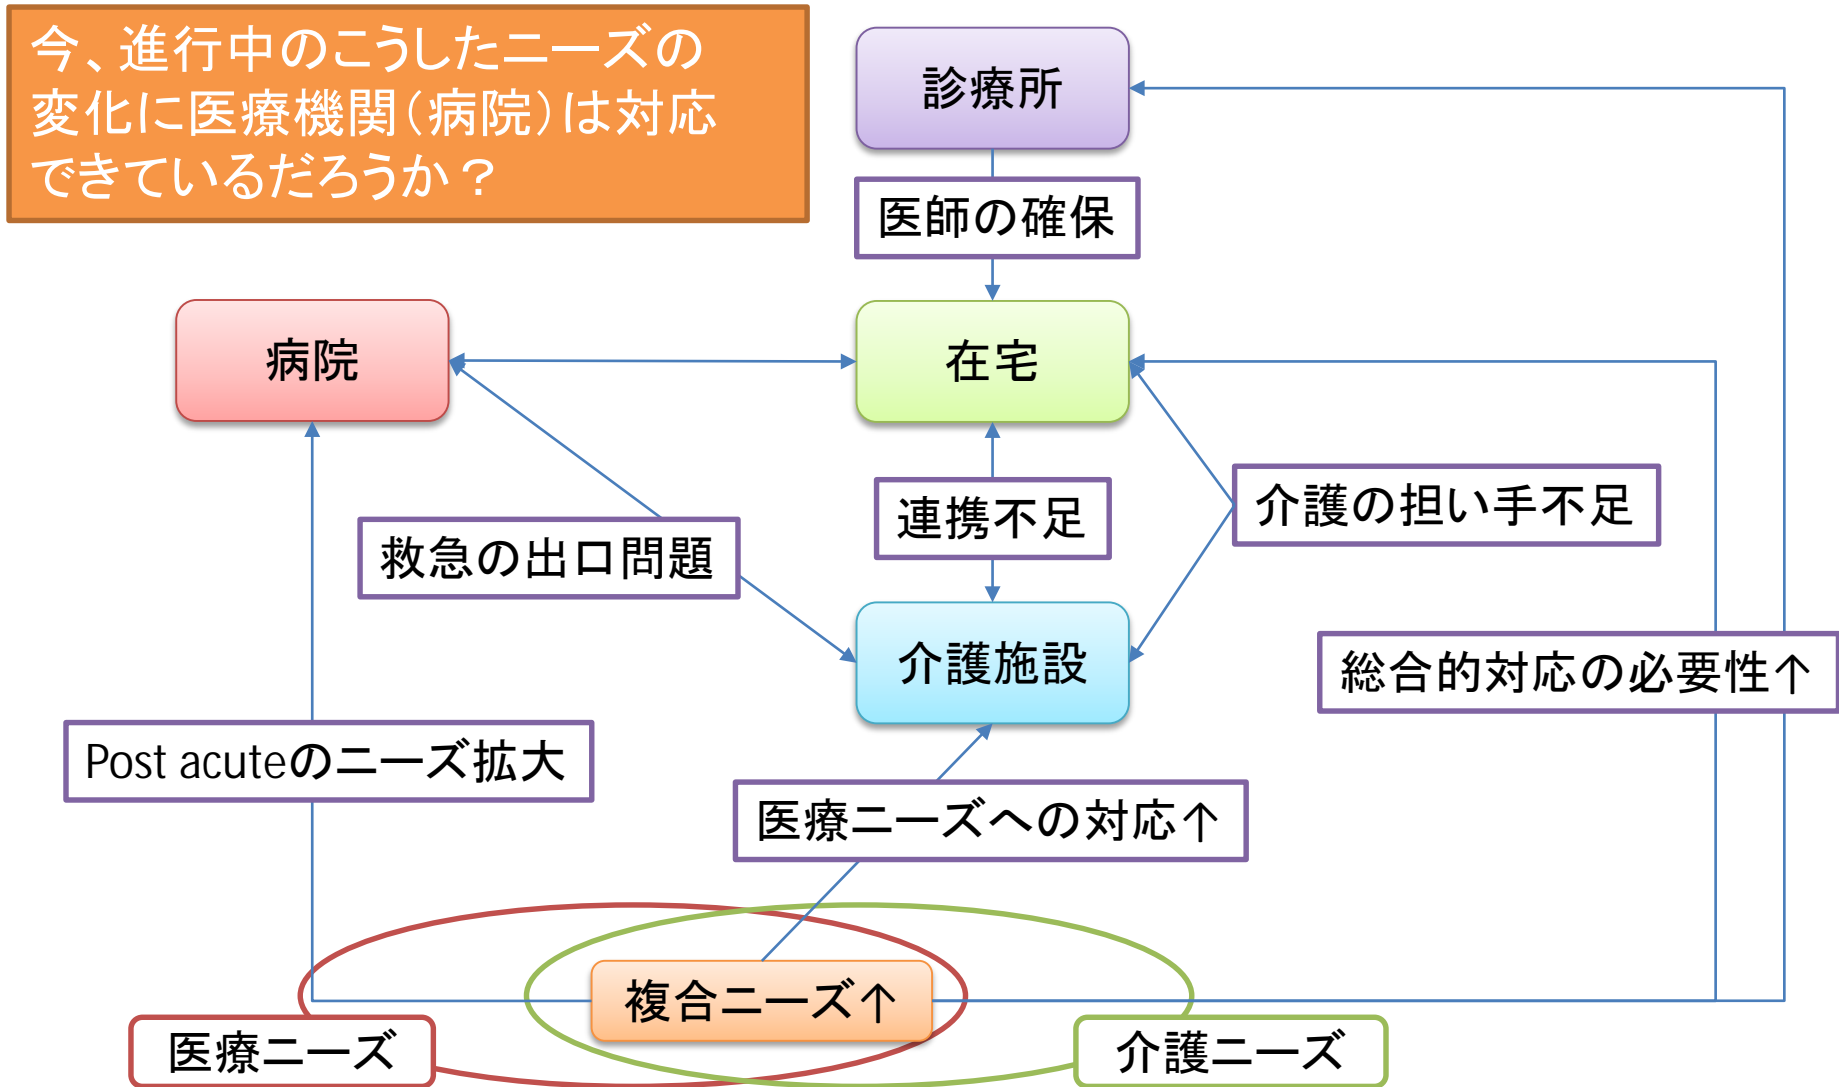 今、進行中のこうしたニーズの
変化に医療機関（病院）は対応
できているだろうか？
診療所
医師の確保
病院
在宅
連携不足
介護の担い手不足
救急の出口問題
介護施設
総合的対応の必要性↑
Post acuteのニーズ拡大
医療ニーズへの対応↑
複合ニーズ↑
医療ニーズ
介護ニーズ